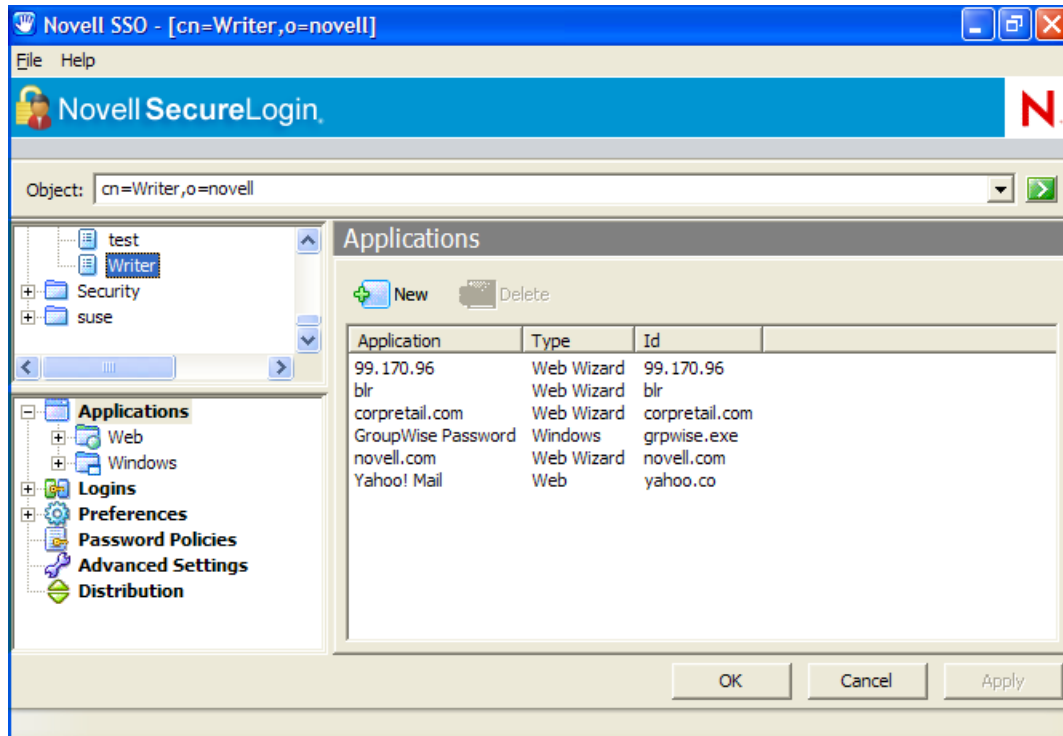 Novell SSO - [cn=Writer,o=novell]
File Help
Novell SecureLogin.
N
Object: cn=Writer,o=novell
test
Writer
Security
suse
Applications
Web
Windows
Logins
Preferences
Password Policies
Advanced Settings
Distribution
Applications
New Delete
Application Type Id
99.170.96 Web Wizard 99.170.96
blr Web Wizard blr
corpretail.com Web Wizard corpretail.com
GroupWise Password Windows grpwise.exe
novell.com Web Wizard novell.com
Yahoo! Mail Web yahoo.co
OK Cancel Apply